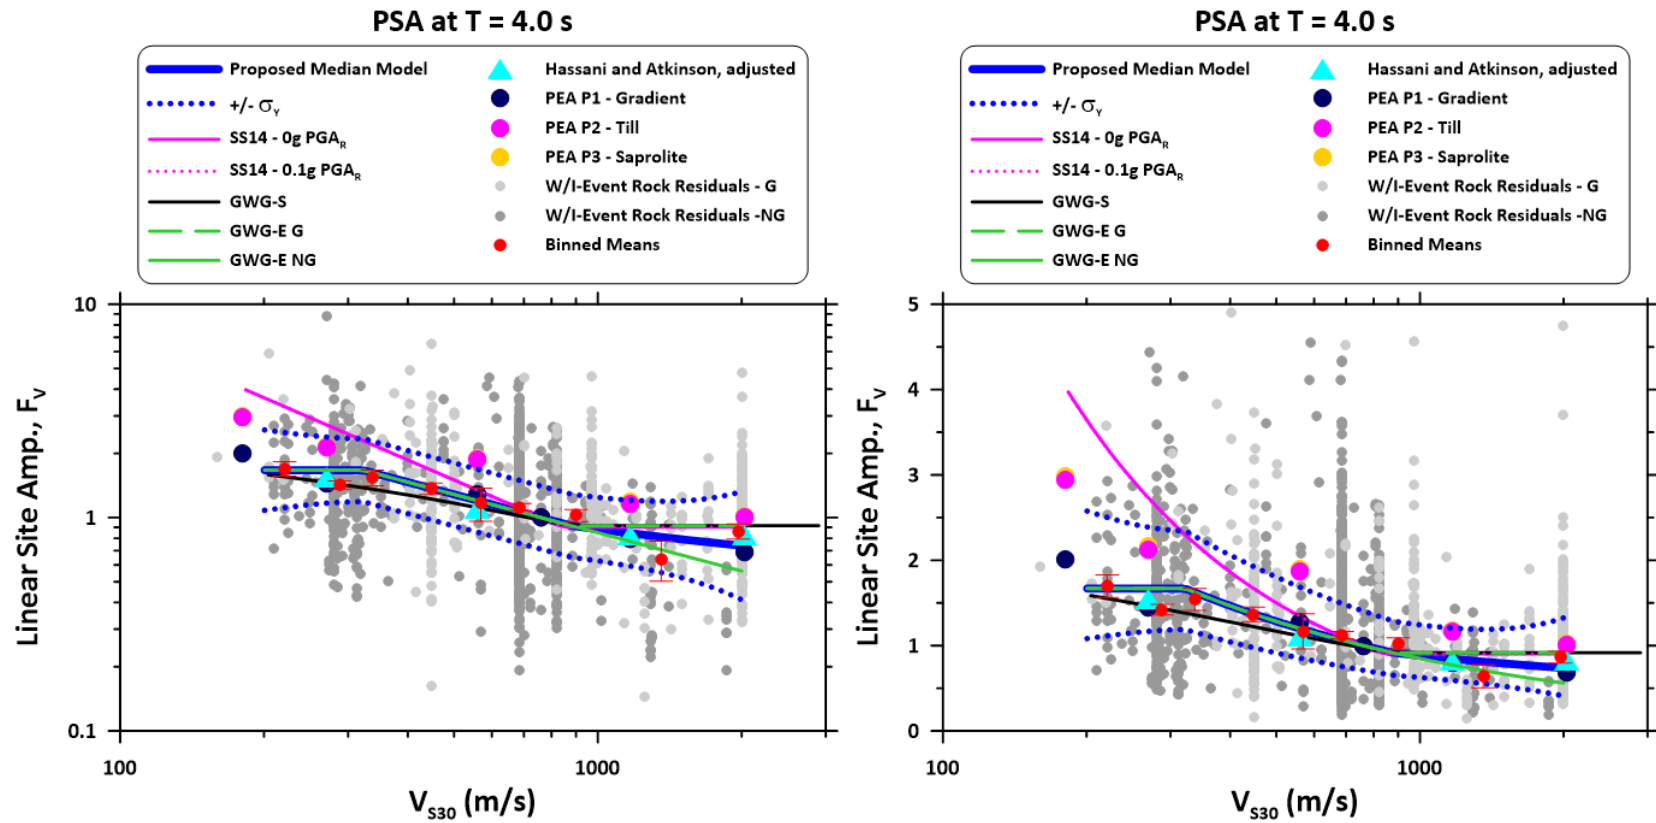 PSA at T = 4.0 s
Proposed Median Model
+/- σY
SS14 - 0g PGAR
SS14 - 0.1g PGAR
GWG-S
GWG-E G
GWG-E NG
Hassani and Atkinson, adjusted
PEA P1 - Gradient
PEA P2 - Till
PEA P3 - Saprolite
W/I-Event Rock Residuals - G
W/I-Event Rock Residuals -NG
Binned Means
10
1
0.1
Linear Site Amp., FV
100
1000
VS30 (m/s)
PSA at T = 4.0 s
Proposed Median Model
+/- σY
SS14 - 0g PGAR
SS14 - 0.1g PGAR
GWG-S
GWG-E G
GWG-E NG
Hassani and Atkinson, adjusted
PEA P1 - Gradient
PEA P2 - Till
PEA P3 - Saprolite
W/I-Event Rock Residuals - G
W/I-Event Rock Residuals -NG
Binned Means
5
4
3
2
1
0
Linear Site Amp., FV
100
1000
VS30 (m/s)